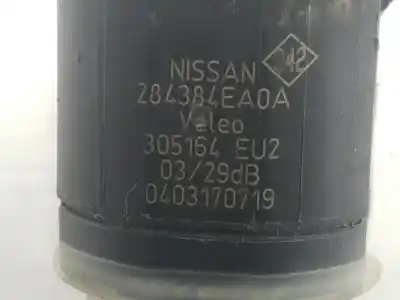 NISSAN
284384EA0A
Valeo
305164 EU2
03/29dB
0403170719